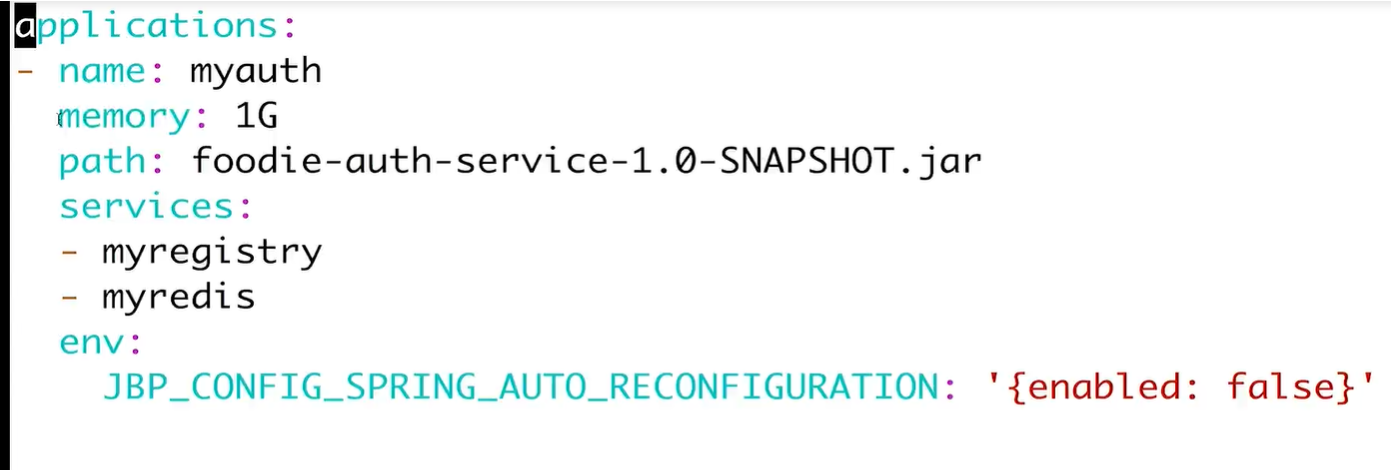 applications:
- name: myauth
  memory: 1G
  path: foodie-auth-service-1.0-SNAPSHOT.jar
  services:
  - myregistry
  - myredis
  env:
    JBP_CONFIG_SPRING_AUTO_RECONFIGURATION: '{enabled: false}'